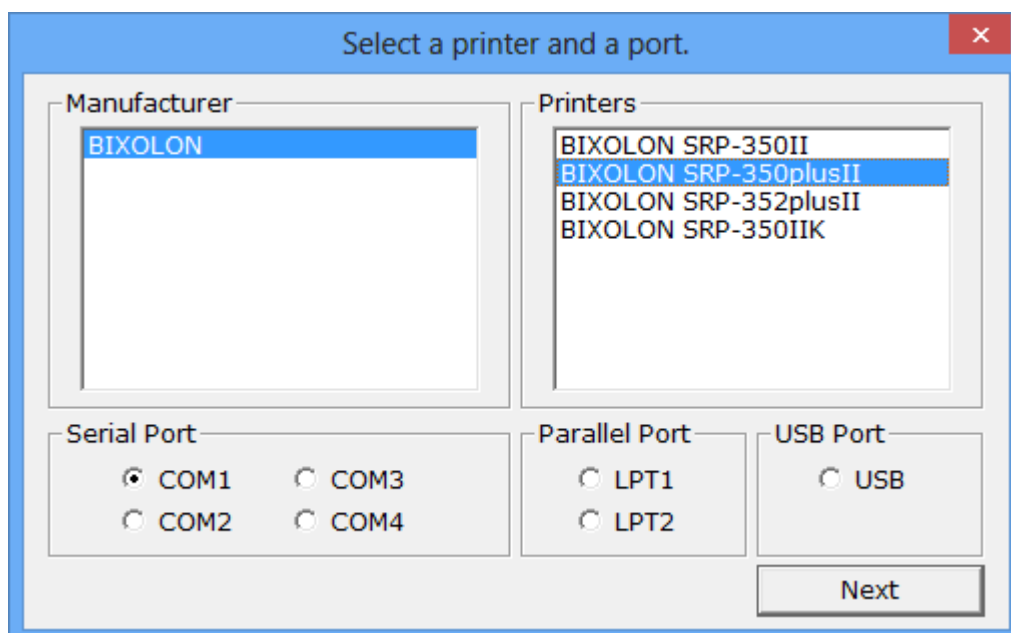 Select a printer and a port.
Manufacturer
BIXOLON
Printers
BIXOLON SRP-350II
BIXOLON SRP-350plusII
BIXOLON SRP-352plusII
BIXOLON SRP-350IIK
Serial Port
COM1 COM3
COM2 COM4
Parallel Port
LPT1
LPT2
USB Port
USB
Next